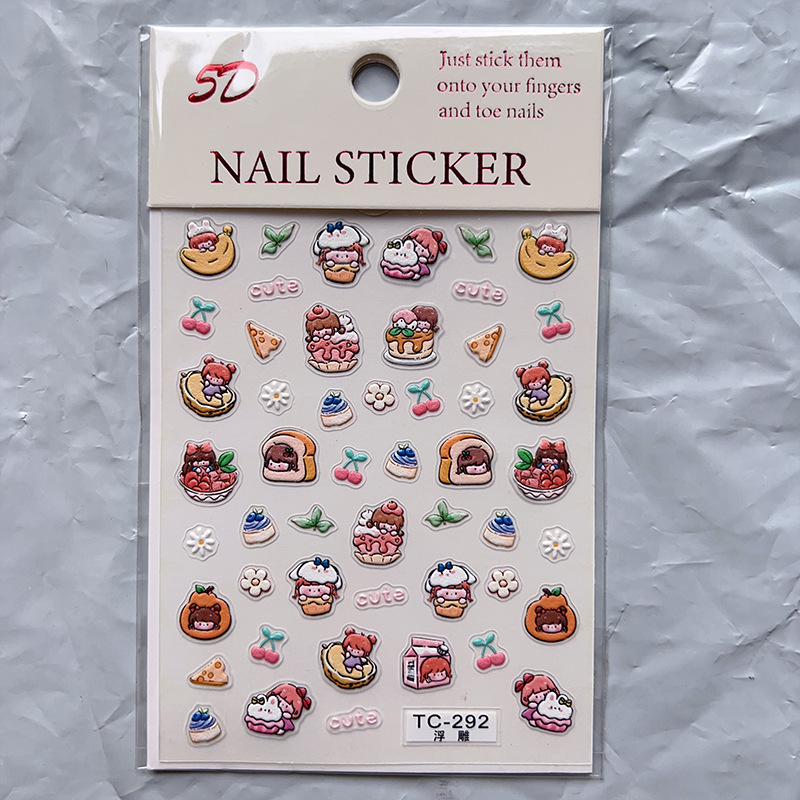 5D
Just stick them
onto your fingers
and toe nails
NAIL STICKER
cute
cute
cute
cute
TC-292
浮雕